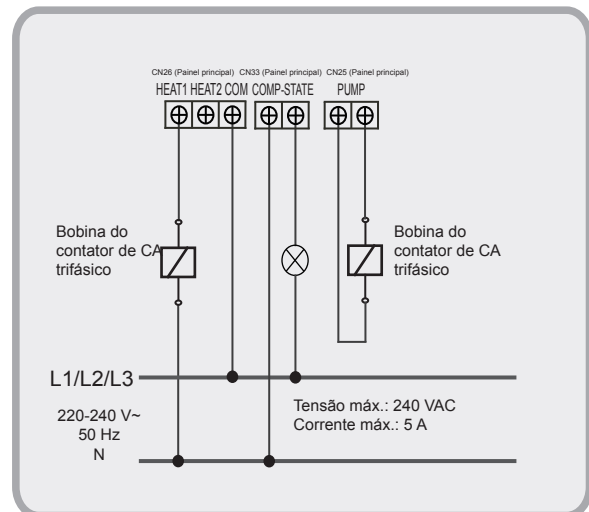 CN26 (Painel principal) CN33 (Painel principal) CN25 (Painel principal)
HEAT1 HEAT2 COM COMP-STATE PUMP
Bobina do
contator de CA
trifásico
Bobina do
contator de CA
trifásico
L1/L2/L3
220-240 V~
50 Hz
N
Tensão máx.: 240 VAC
Corrente máx.: 5 A